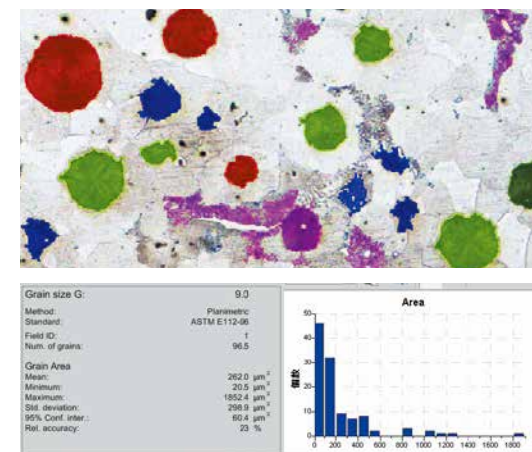 Grain size G: 9.0
Method: Planimetric
Standard: ASTM E112-96
Field ID: 1
Num. of grains: 96.5
Grain Area
Mean: 262.0 µm²
Minimum: 20.5 µm²
Maximum: 1852.4 µm²
Std. deviation: 298.9 µm²
95% Conf. inter.: 60.4 µm²
Rel. accuracy: 23 %
Area
個数
50
40
30
20
10
0
0 200 400 600 800 1000 1200 1400 1600 1800